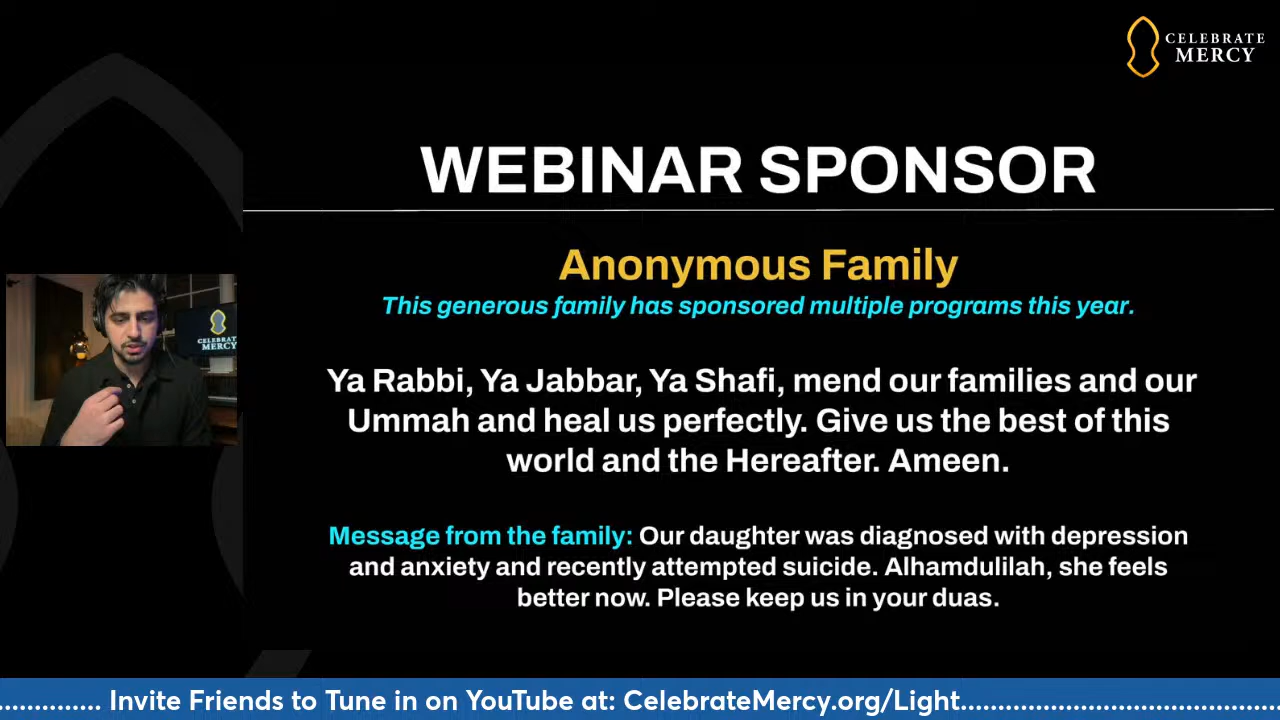 CELEBRATE
MERCY
WEBINAR SPONSOR
Anonymous Family
This generous family has sponsored multiple programs this year.
Ya Rabbi, Ya Jabbar, Ya Shafi, mend our families and our
Ummah and heal us perfectly. Give us the best of this
world and the Hereafter. Ameen.
CELEBRATE
MERCY
Message from the family: Our daughter was diagnosed with depression
and anxiety and recently attempted suicide. Alhamdulilah, she feels
better now. Please keep us in your duas.
.............. Invite Friends to Tune in on YouTube at: CelebrateMercy.org/Light.................................................